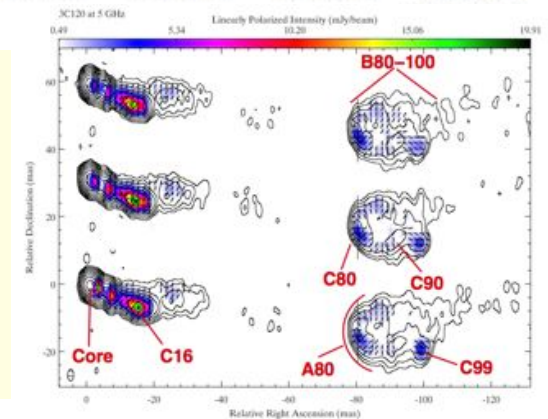 3C120 at 5 GHz
Linearly Polarized Intensity (mJy/beam)
0.49 5.34 10.20 15.06 19.91
B80-100
60
40
20
0
-20
Relative Declination (mas)
C80 C90
Core C16 A80 C99
0 -20 -40 -60 -80 -100 -120
Relative Right Ascension (mas)